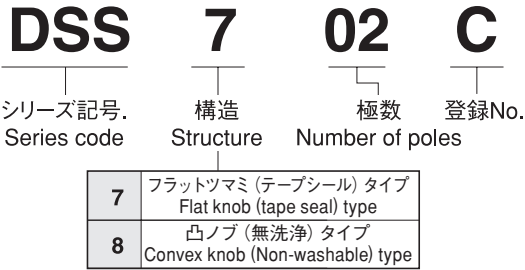 DSS 7 02 C
シリーズ記号. 構造 極数 登録No.
Series code Structure Number of poles
7 フラットツマミ（テープシール）タイプ
Flat knob (tape seal) type
8 凸ノブ（無洗浄）タイプ
Convex knob (Non-washable) type